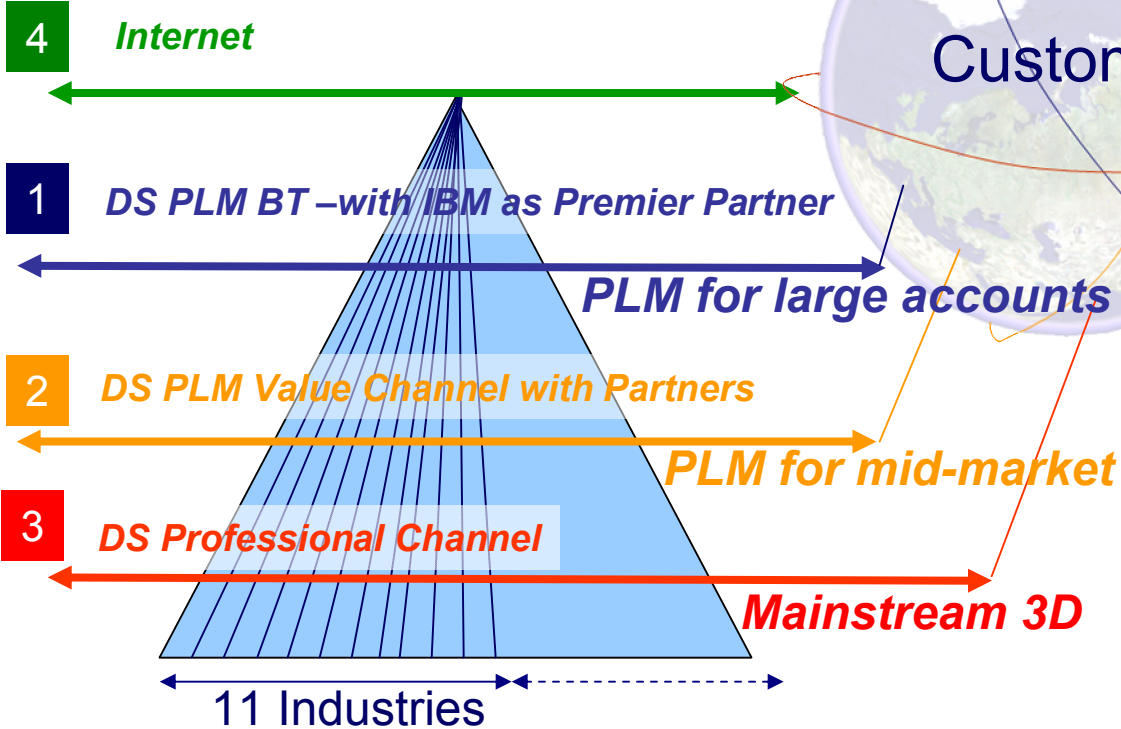 4
Internet
1
DS PLM BT –with IBM as Premier Partner
PLM for large accounts
2
DS PLM Value Channel with Partners
PLM for mid-market
3
DS Professional Channel
Mainstream 3D
11 Industries